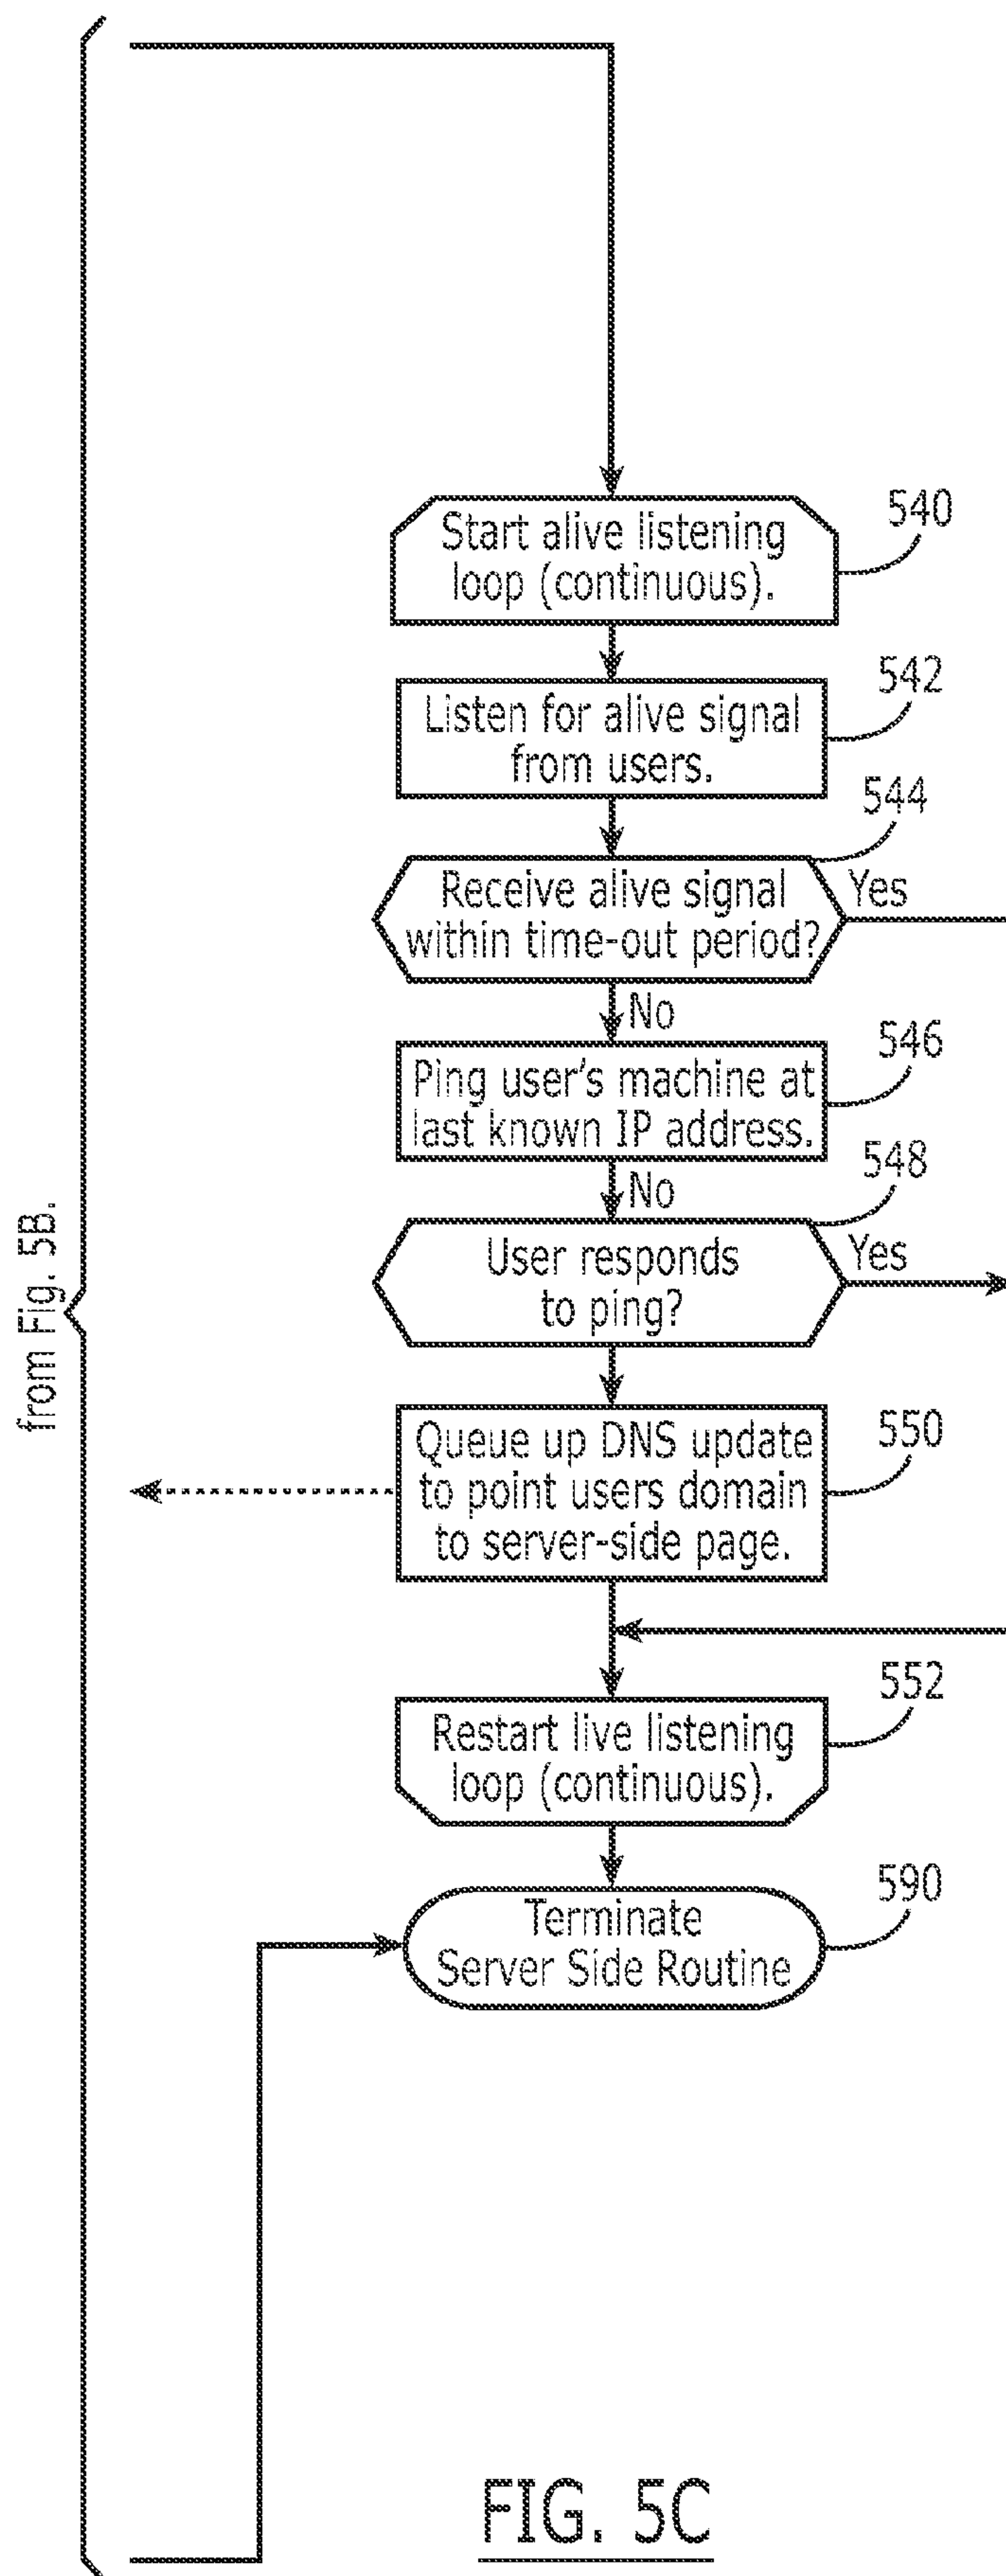 540
Start alive listening
loop (continuous).
542
Listen for alive signal
from users.
544
Receive alive signal
within time-out period?
Yes
No
546
Ping user's machine at
last known IP address.
No
548
User responds
to ping?
Yes
from Fig. 5B.
550
Queue up DNS update
to point users domain
to server-side page.
552
Restart live listening
loop (continuous).
590
Terminate
Server Side Routine
FIG. 5C